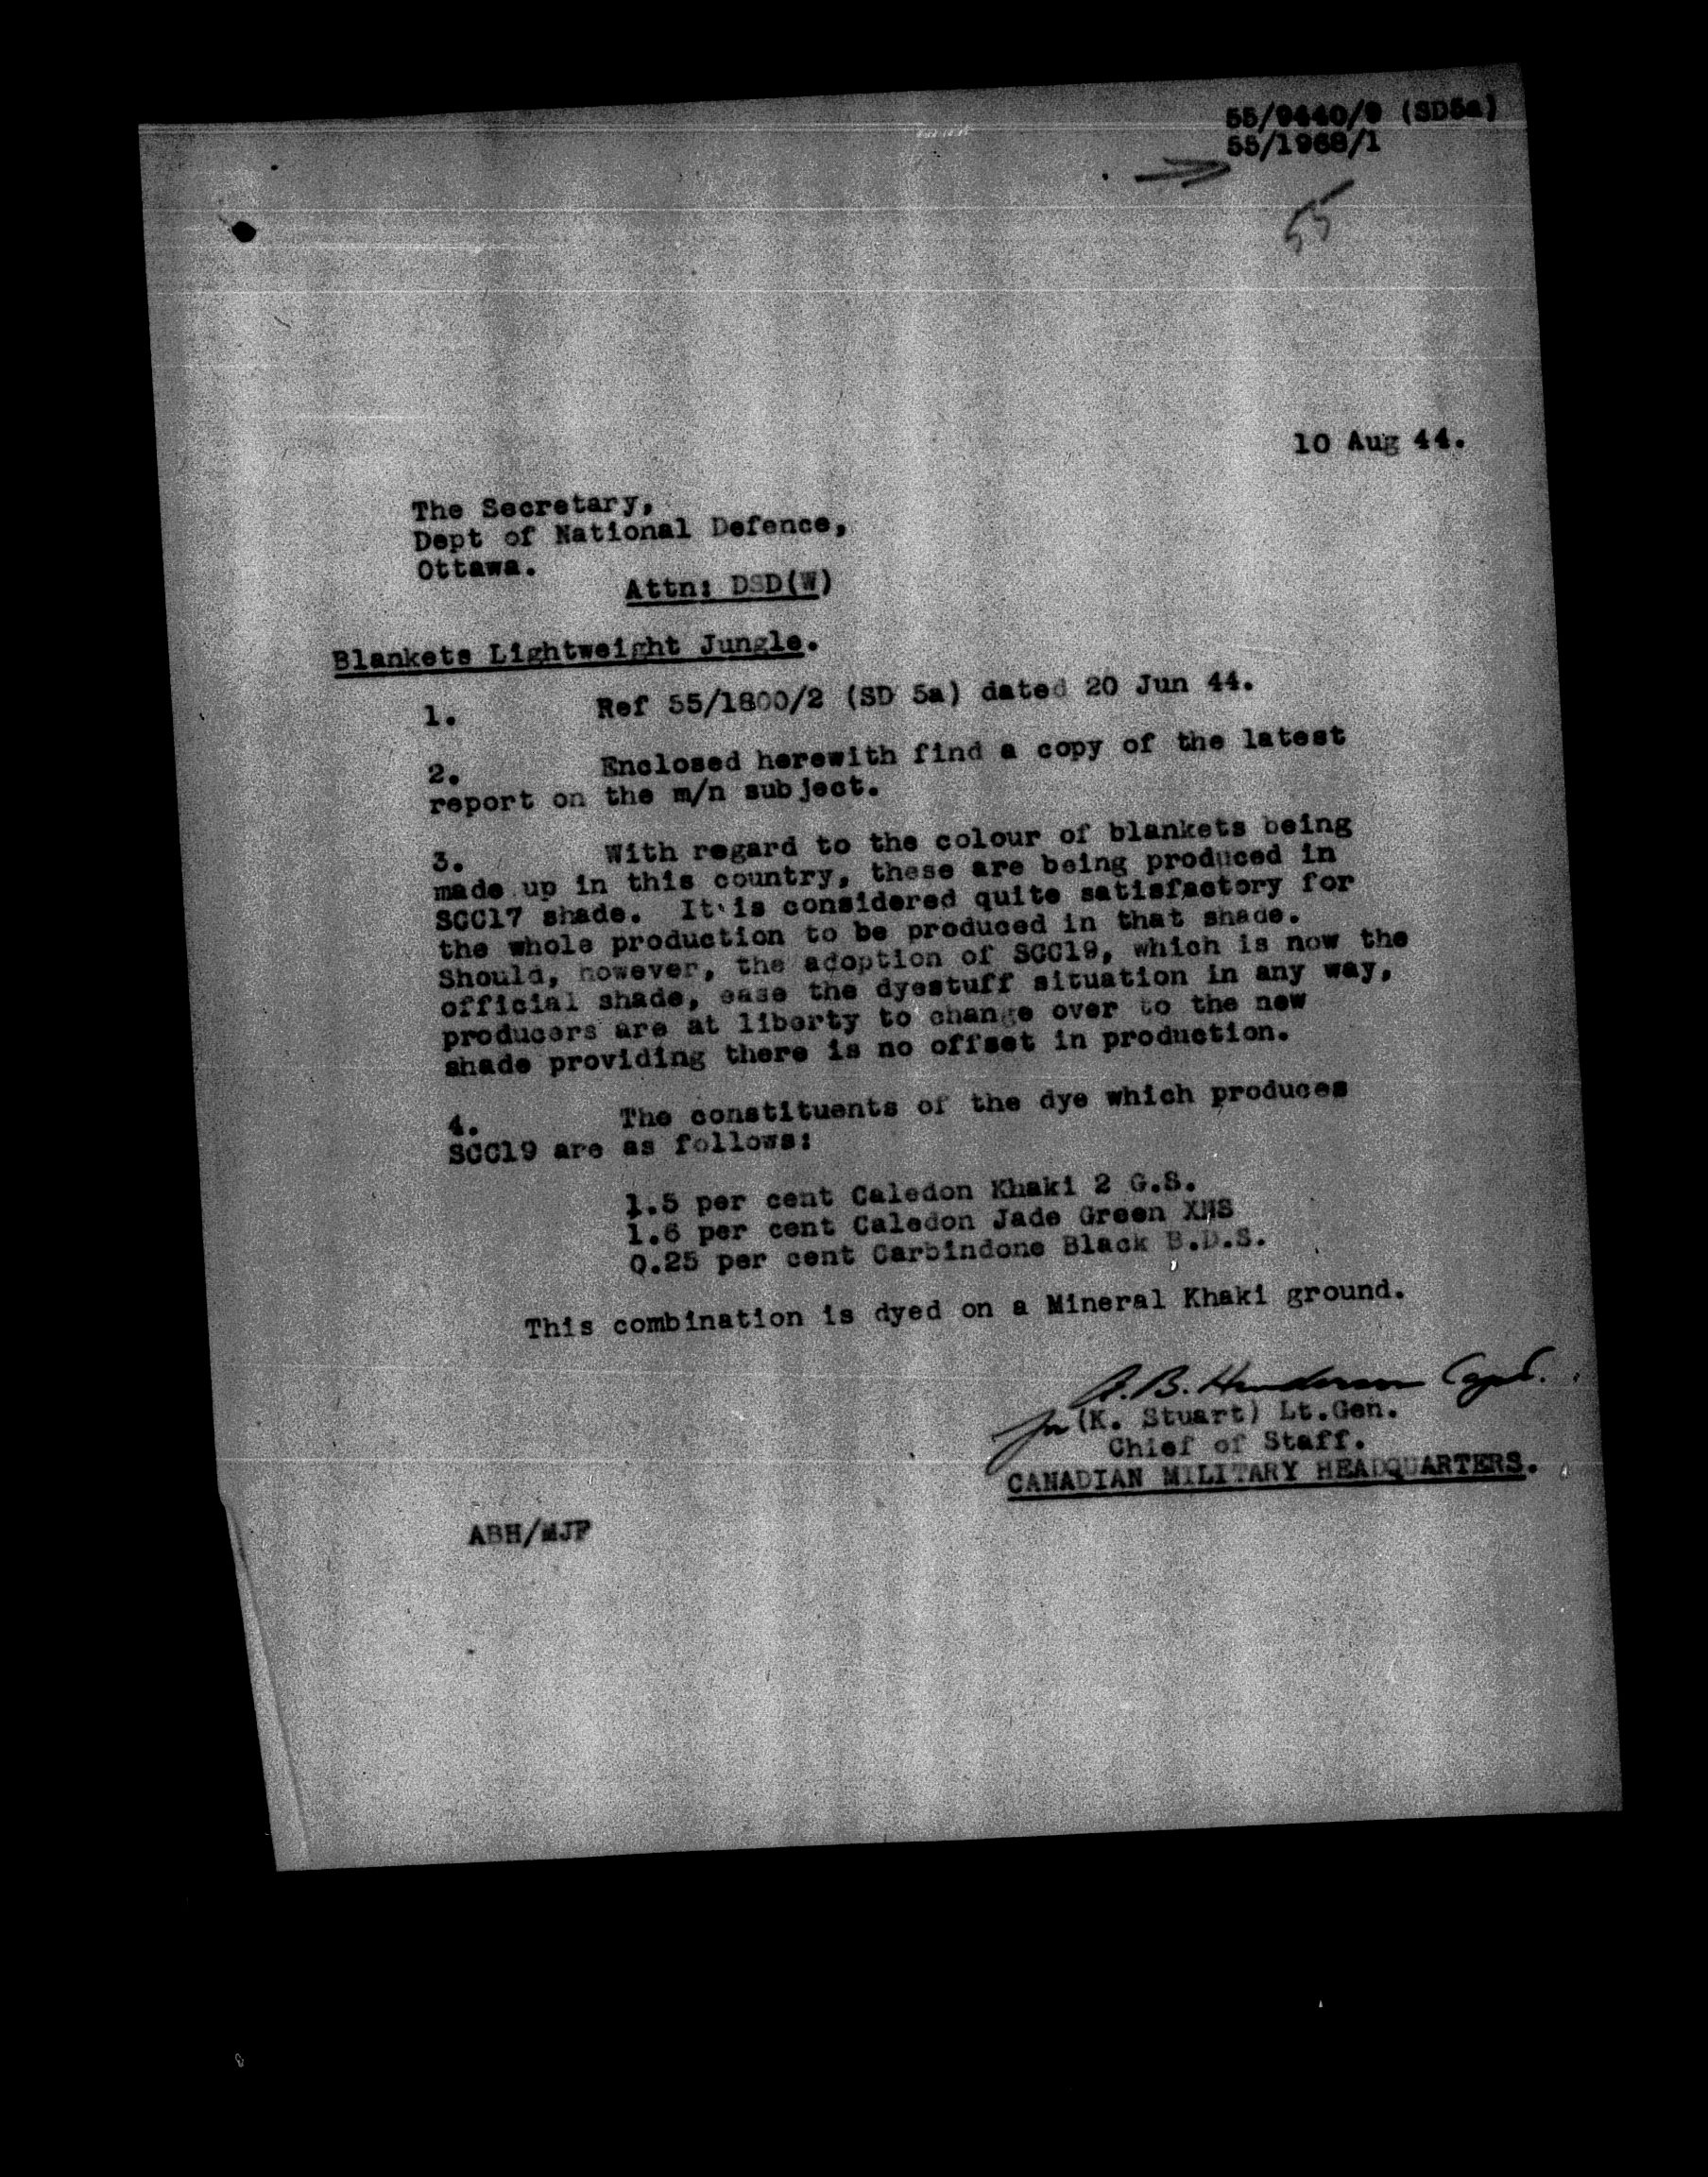 55/9440/9 (SD5a)
55/1968/1
55
10 Aug 44.
The Secretary,
Dept of National Defence,
Ottawa.
Attn: DSD(W)
Blankets Lightweight Jungle.
1. Ref 55/1800/2 (SD 5a) dated 20 Jun 44.
2. Enclosed herewith find a copy of the latest
report on the m/n subject.
3. With regard to the colour of blankets being
made up in this country, these are being produced in
SCC17 shade. It is considered quite satisfactory for
the whole production to be produced in that shade.
Should, however, the adoption of SCC19, which is now the
official shade, ease the dyestuff situation in any way,
producers are at liberty to change over to the new
shade providing there is no offset in production.
4. The constituents of the dye which produces
SCC19 are as follows:
1.5 per cent Caledon Khaki 2 G.S.
1.6 per cent Caledon Jade Green XNS
0.25 per cent Carbindone Black B.D.S.
This combination is dyed on a Mineral Khaki ground.
A.B. Henderson Capt.
for (K. Stuart) Lt.Gen.
Chief of Staff.
CANADIAN MILITARY HEADQUARTERS.
ABH/MJF